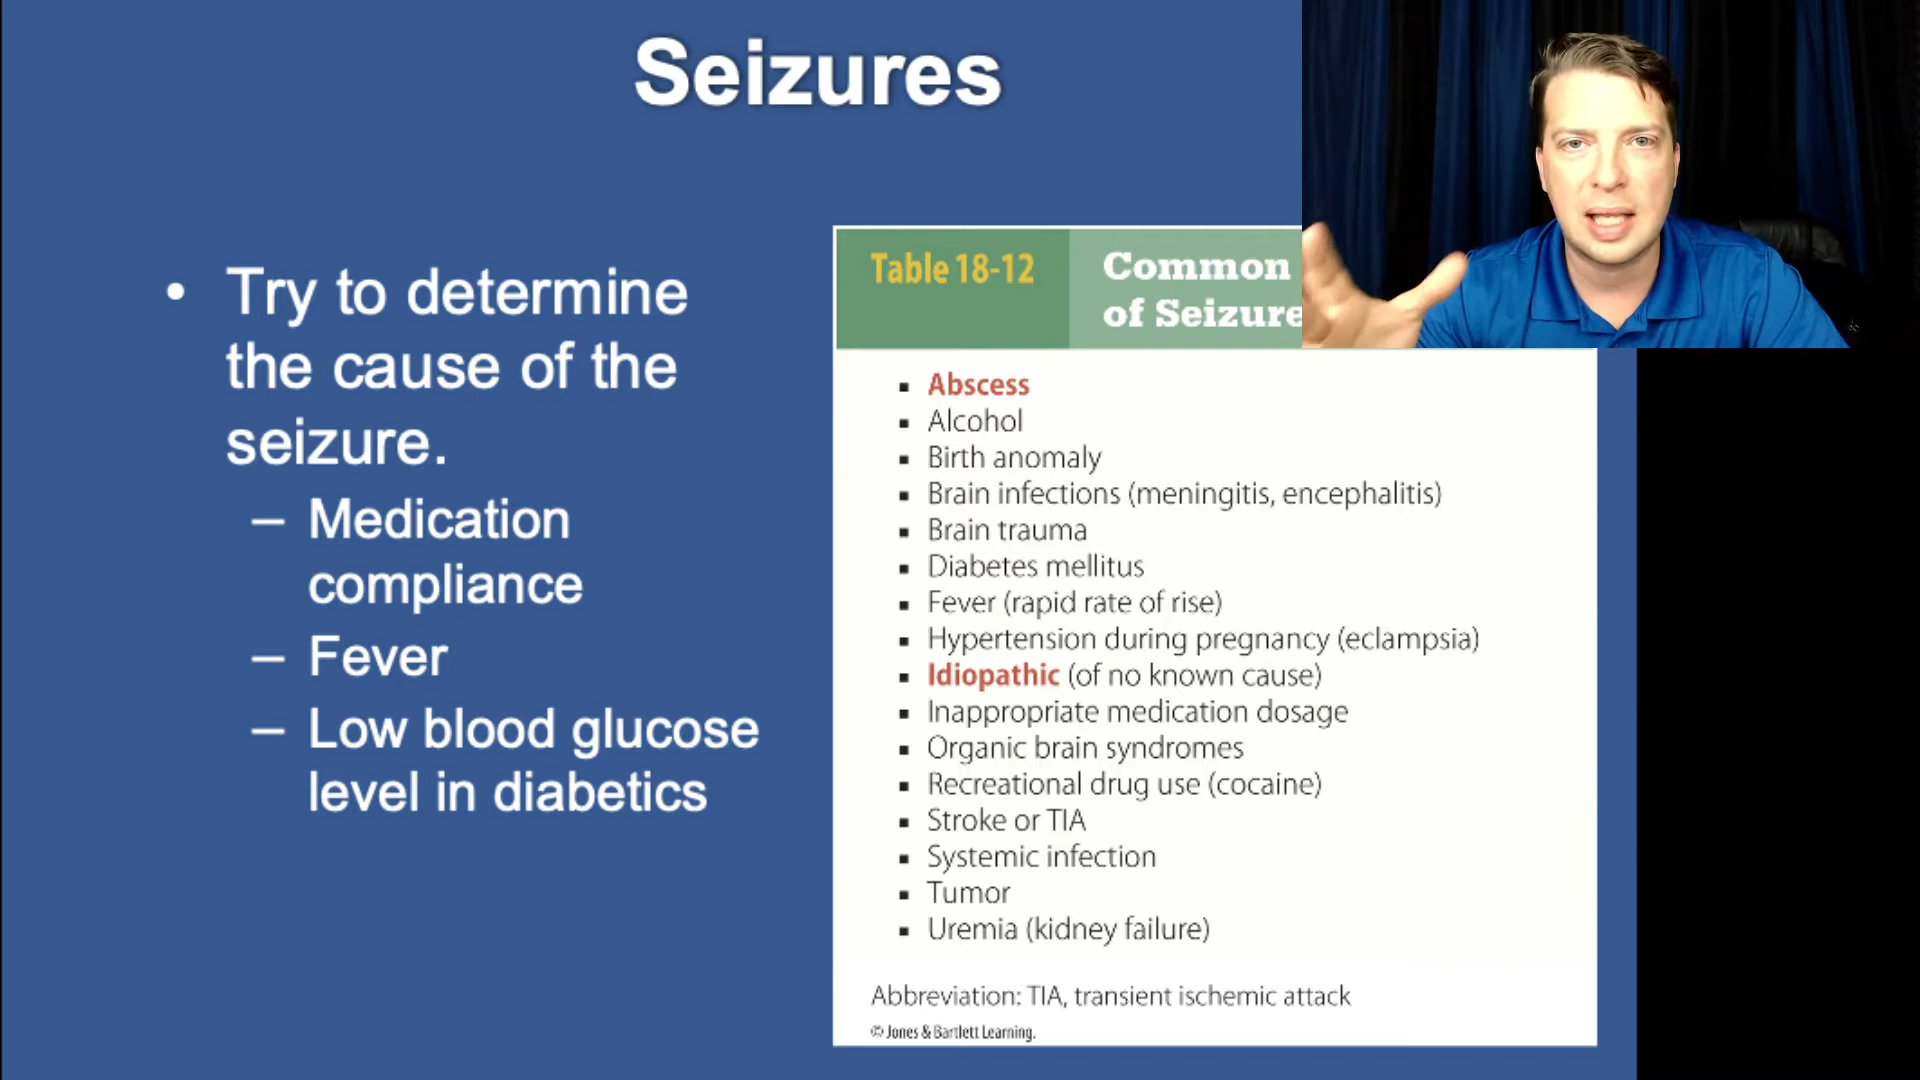 Seizures
• Try to determine
the cause of the
seizure.
– Medication
compliance
– Fever
– Low blood glucose
level in diabetics
Table 18-12
Common
of Seizure
▪ Abscess
▪ Alcohol
▪ Birth anomaly
▪ Brain infections (meningitis, encephalitis)
▪ Brain trauma
▪ Diabetes mellitus
▪ Fever (rapid rate of rise)
▪ Hypertension during pregnancy (eclampsia)
▪ Idiopathic (of no known cause)
▪ Inappropriate medication dosage
▪ Organic brain syndromes
▪ Recreational drug use (cocaine)
▪ Stroke or TIA
▪ Systemic infection
▪ Tumor
▪ Uremia (kidney failure)
Abbreviation: TIA, transient ischemic attack
© Jones & Bartlett Learning.